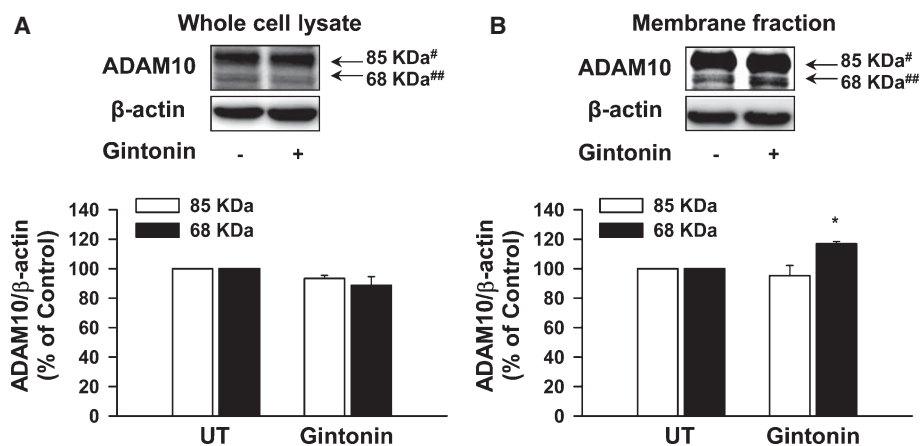 A
Whole cell lysate
ADAM10
85 KDa#
68 KDa##
β-actin
Gintonin - +
ADAM10/β-actin
(% of Control)
140
120
100
80
60
40
20
0
85 KDa
68 KDa
UT Gintonin
B
Membrane fraction
ADAM10
85 KDa#
68 KDa##
β-actin
Gintonin - +
ADAM10/β-actin
(% of Control)
140
120
100
80
60
40
20
0
85 KDa
68 KDa
*
UT Gintonin